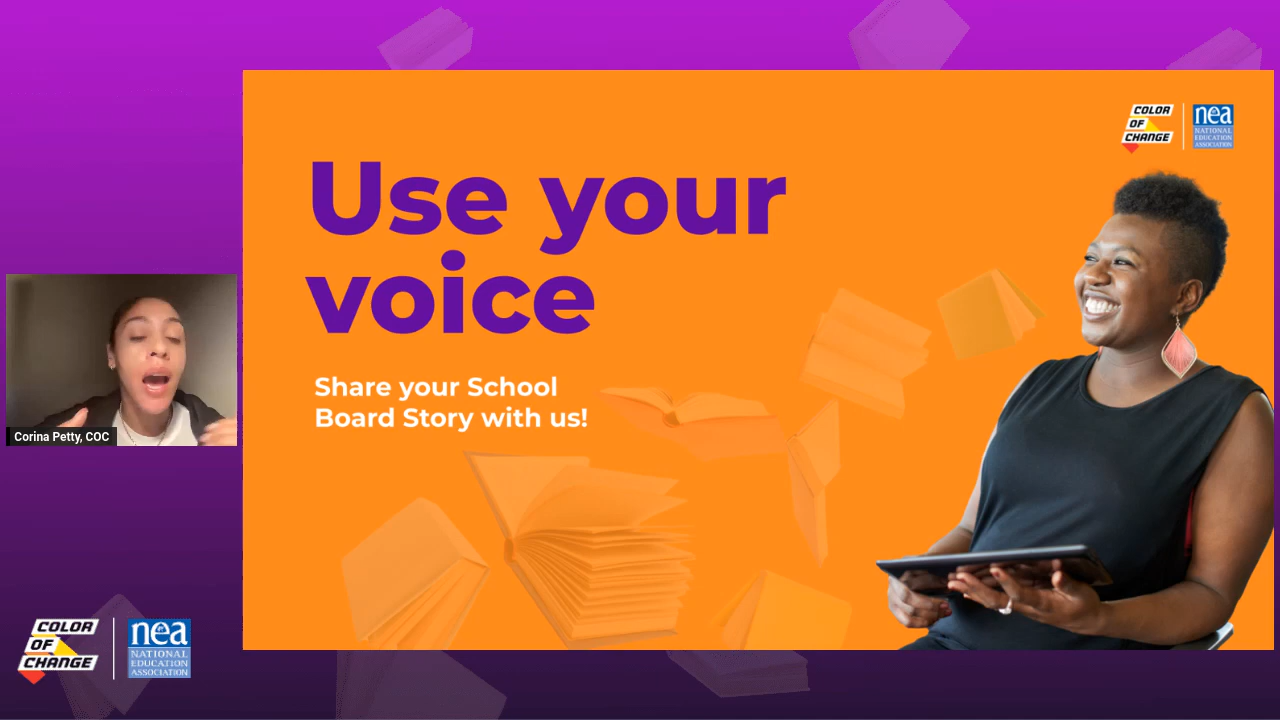 COLOR
OF
CHANGE
nea
NATIONAL
EDUCATION
ASSOCIATION
Use your
voice
Share your School
Board Story with us!
Corina Petty, COC
COLOR
OF
CHANGE
nea
NATIONAL
EDUCATION
ASSOCIATION